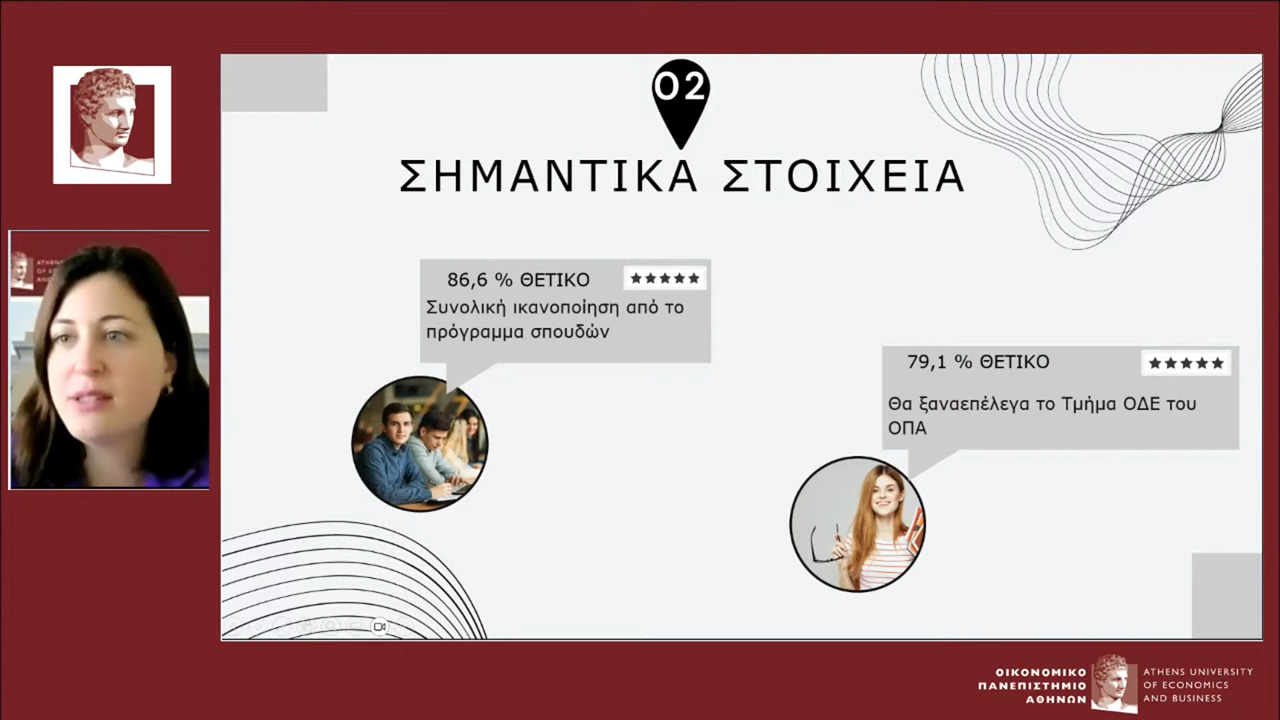 02
ΣΗΜΑΝΤΙΚΑ ΣΤΟΙΧΕΙΑ
86,6 % ΘΕΤΙΚΟ
Συνολική ικανοποίηση από το
πρόγραμμα σπουδών
79,1 % ΘΕΤΙΚΟ
Θα ξαναεπέλεγα το Τμήμα ΟΔΕ του
ΟΠΑ
ΟΙΚΟΝΟΜΙΚΟ
ΠΑΝΕΠΙΣΤΗΜΙΟ
ΑΘΗΝΩΝ
ATHENS UNIVERSITY
OF ECONOMICS
AND BUSINESS